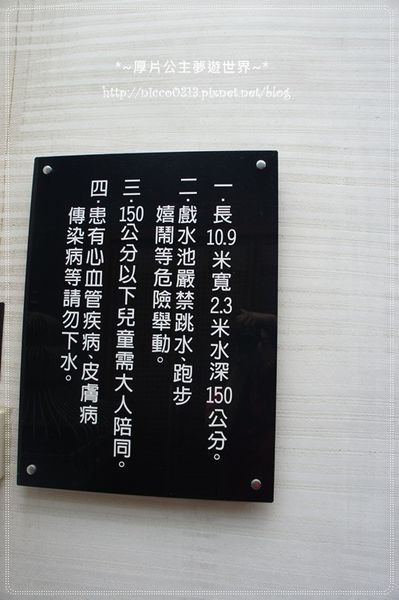 *~厚片公主夢遊世界~*
http://nicco0313.pixnet.net/blog
一.長10.9米寬2.3米水深150公分。
二.戲水池嚴禁跳水、跑步
嬉鬧等危險舉動。
三.150公分以下兒童需大人陪同。
四.患有心血管疾病、皮膚病
傳染病等請勿下水。